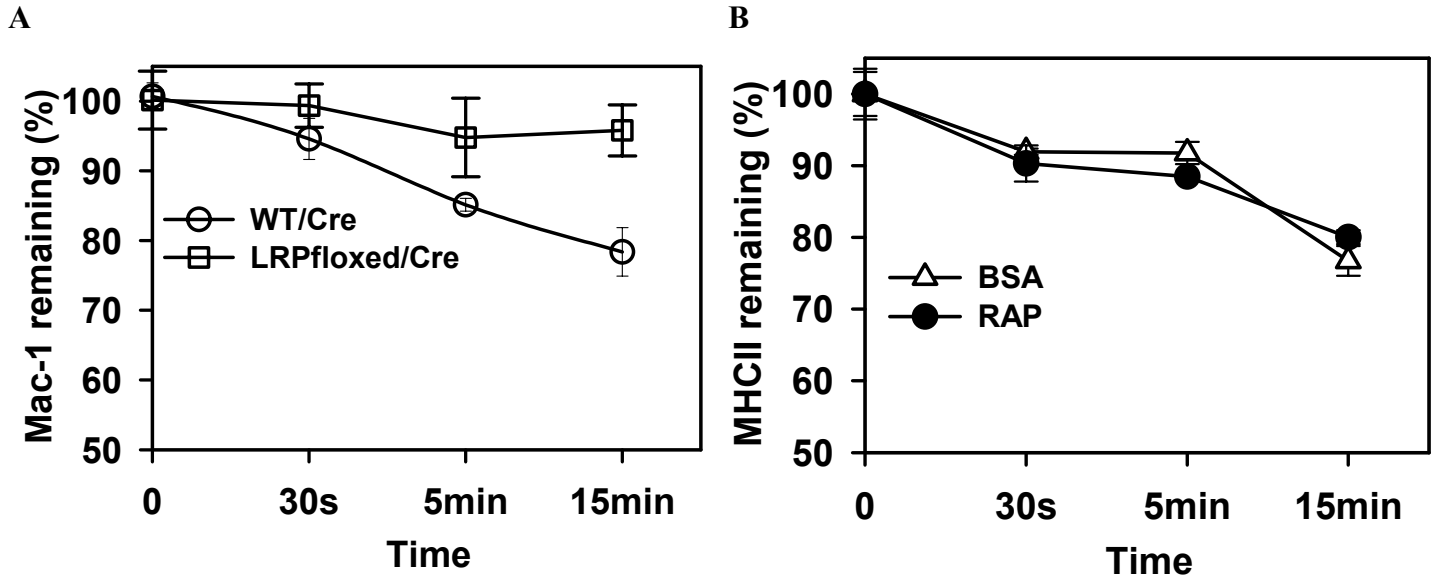 A
Mac-1 remaining (%)
100
90
80
70
60
50
WT/Cre
LRPfloxed/Cre
0 30s 5min 15min
Time
B
MHCII remaining (%)
100
90
80
70
60
50
BSA
RAP
0 30s 5min 15min
Time